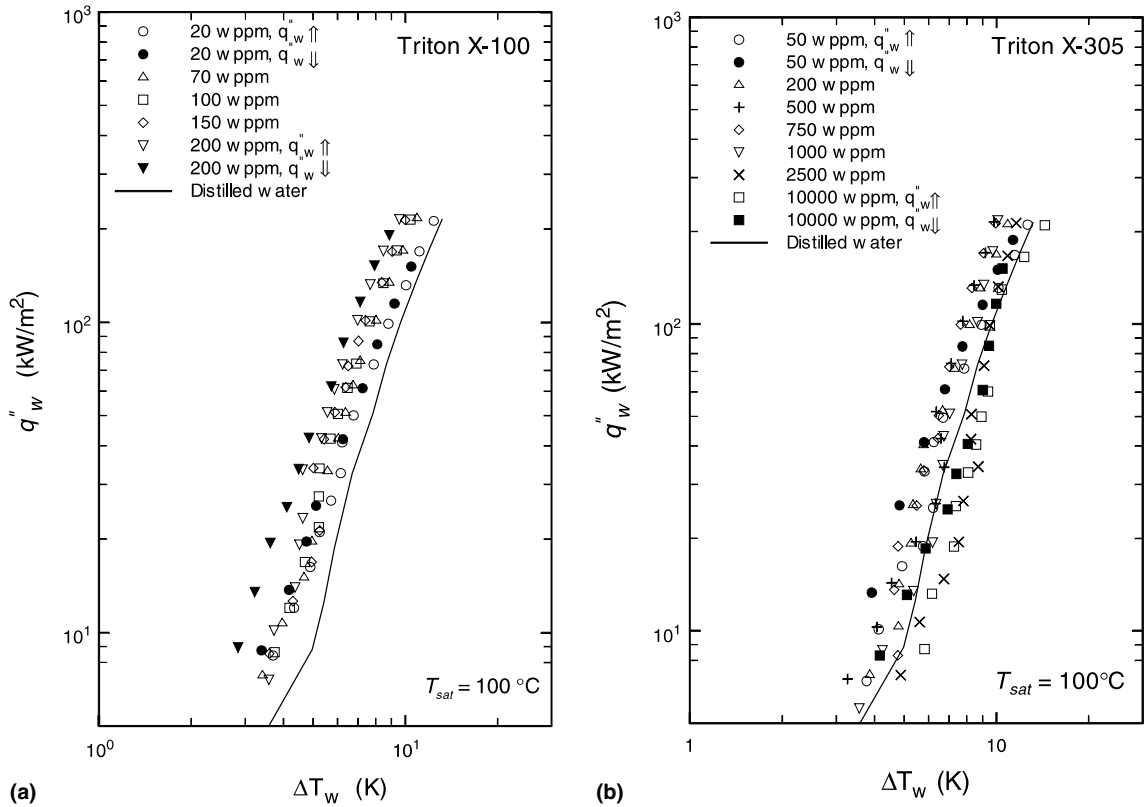 10³
20 w ppm, q"w ⇑
20 w ppm, q"w ⇓
70 w ppm
100 w ppm
150 w ppm
200 w ppm, q"w ⇑
200 w ppm, q"w ⇓
Distilled water
Triton X-100
q"w (kW/m²)
10²
10¹
Tsat = 100 °C
10⁰
10¹
ΔTw (K)
(a)
10³
50 w ppm, q"w ⇑
50 w ppm, q"w ⇓
200 w ppm
500 w ppm
750 w ppm
1000 w ppm
2500 w ppm
10000 w ppm, q"w ⇑
10000 w ppm, q"w ⇓
Distilled water
Triton X-305
q"w (kW/m²)
10²
10¹
Tsat = 100°C
1
10
ΔTw (K)
(b)